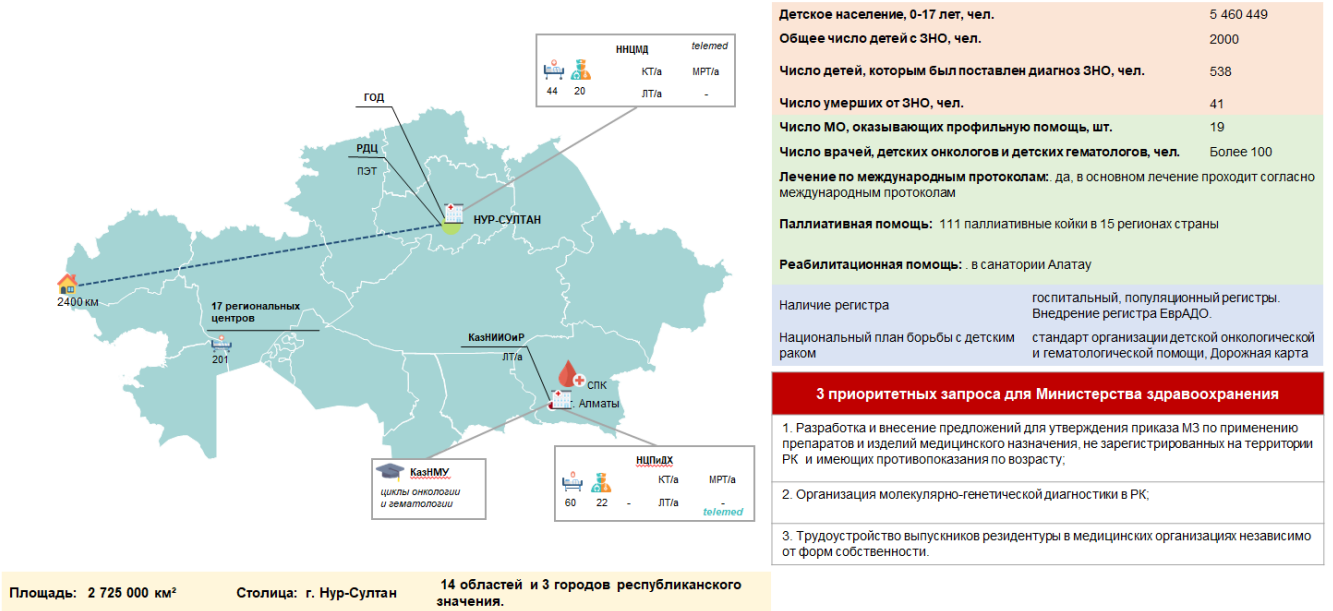 ННЦМД
telemed
КТ/а
МРТ/а
44
20
ЛТ/а
-
ГОД
РДЦ
ПЭТ
НУР-СУЛТАН
2400 км
17 региональных
центров
201
КазНИИОиР
ЛТ/а
СПК
г. Алматы
КазНМУ
циклы онкологии
и гематологии
НЦПиДХ
КТ/а
МРТ/а
60
22
-
ЛТ/а
-
telemed
Площадь: 2 725 000 км²
Столица: г. Нур-Султан
14 областей и 3 городов республиканского
значения.
Детское население, 0-17 лет, чел.
5 460 449
Общее число детей с ЗНО, чел.
2000
Число детей, которым был поставлен диагноз ЗНО, чел.
538
Число умерших от ЗНО, чел.
41
Число МО, оказывающих профильную помощь, шт.
19
Число врачей, детских онкологов и детских гематологов, чел.
Более 100
Лечение по международным протоколам:. да, в основном лечение проходит согласно
международным протоколам
Паллиативная помощь: 111 паллиативные койки в 15 регионах страны
Реабилитационная помощь: . в санатории Алатау
Наличие регистра
госпитальный, популяционный регистры.
Внедрение регистра ЕврАДО.
Национальный план борьбы с детским
раком
стандарт организации детской онкологической
и гематологической помощи, Дорожная карта
3 приоритетных запроса для Министерства здравоохранения
1. Разработка и внесение предложений для утверждения приказа МЗ по применению
препаратов и изделий медицинского назначения, не зарегистрированных на территории
РК и имеющих противопоказания по возрасту;
2. Организация молекулярно-генетической диагностики в РК;
3. Трудоустройство выпускников резидентуры в медицинских организациях независимо
от форм собственности.